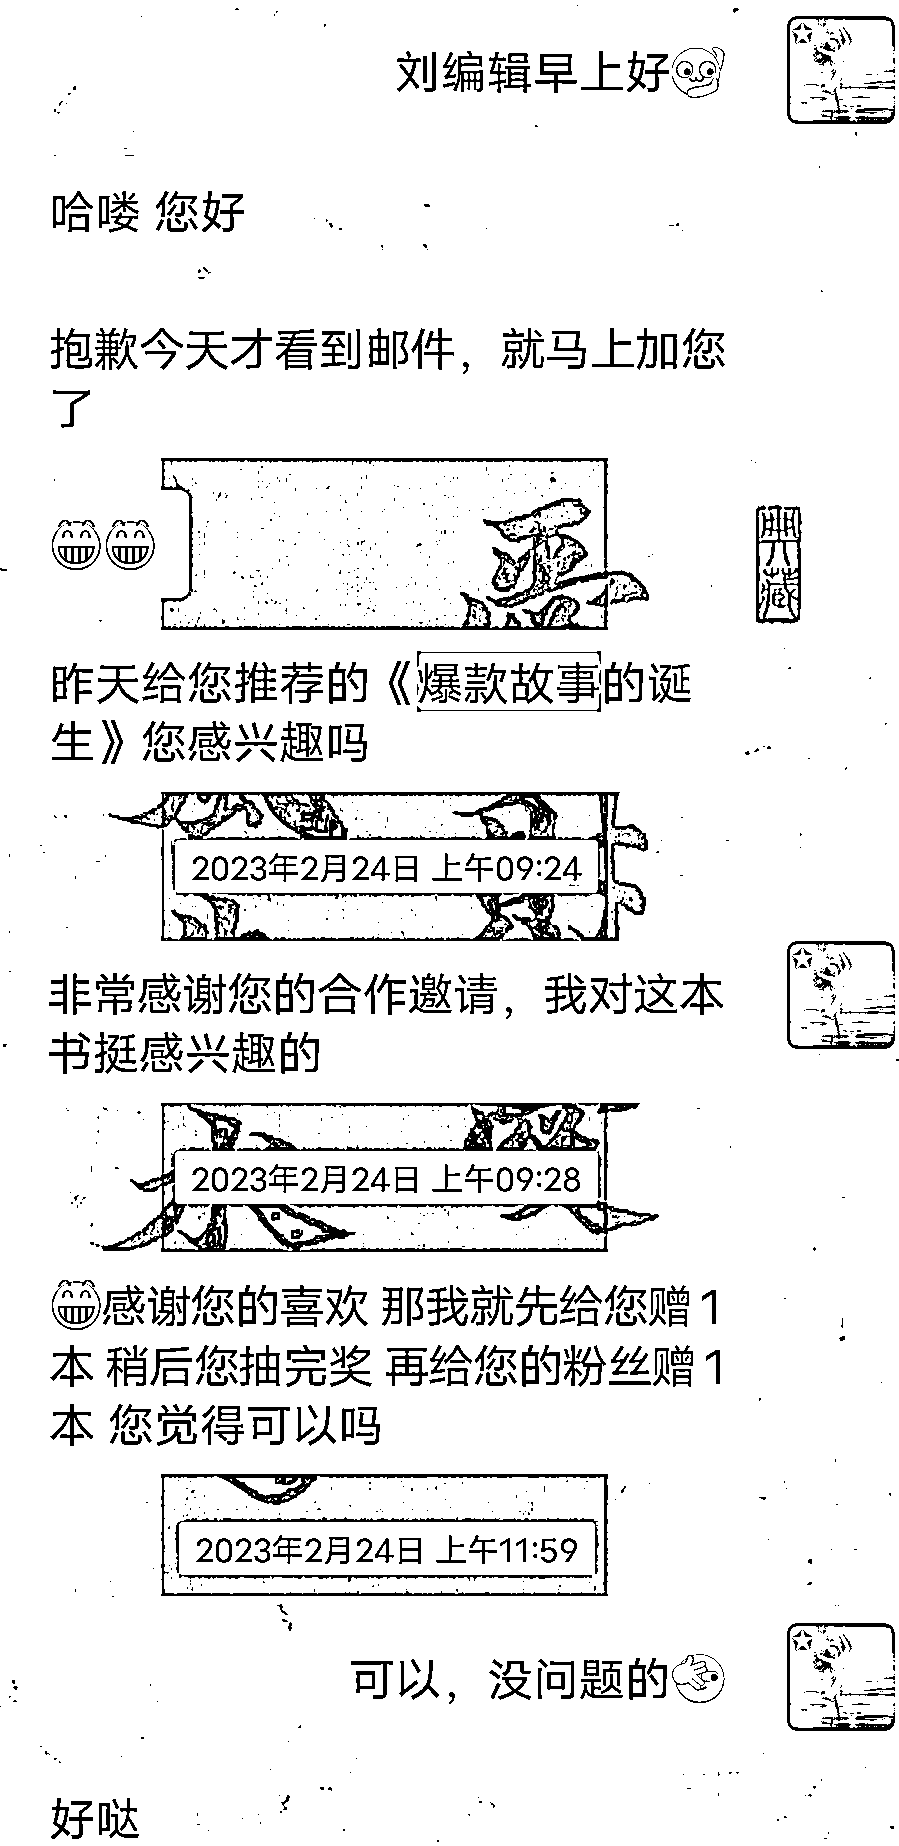 刘编辑早上好
哈喽 您好
抱歉今天才看到邮件，就马上加您
了
典藏
昨天给您推荐的《爆款故事的诞
生》您感兴趣吗
2023年2月24日 上午09:24
非常感谢您的合作邀请，我对这本
书挺感兴趣的
2023年2月24日 上午09:28
感谢您的喜欢 那我就先给您赠1
本 稍后您抽完奖 再给您的粉丝赠1
本 您觉得可以吗
2023年2月24日 上午11:59
可以，没问题的
好哒